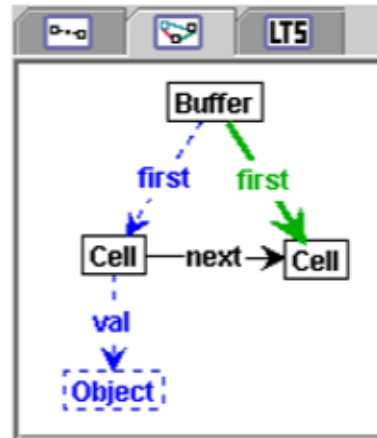 LTS
Buffer
first first
Cell next Cell
val
Object